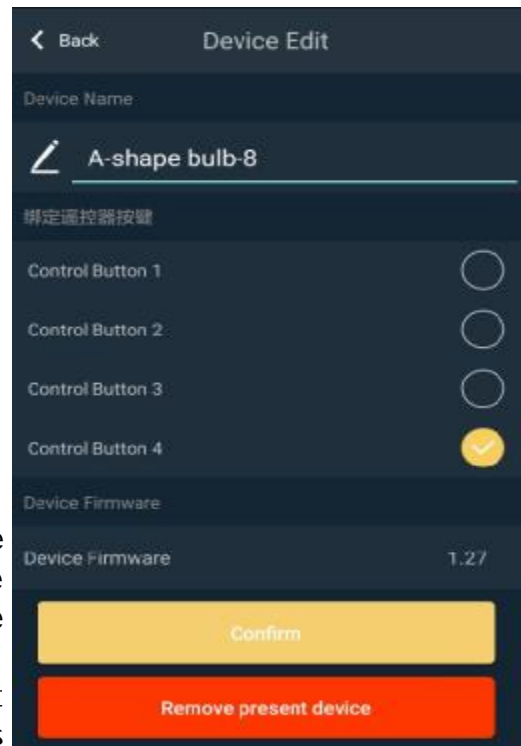 Back
Device Edit
Device Name
A-shape bulb-8
绑定遥控器按键
Control Button 1
Control Button 2
Control Button 3
Control Button 4
Device Firmware
Device Firmware 1.27
Confirm
Remove present device